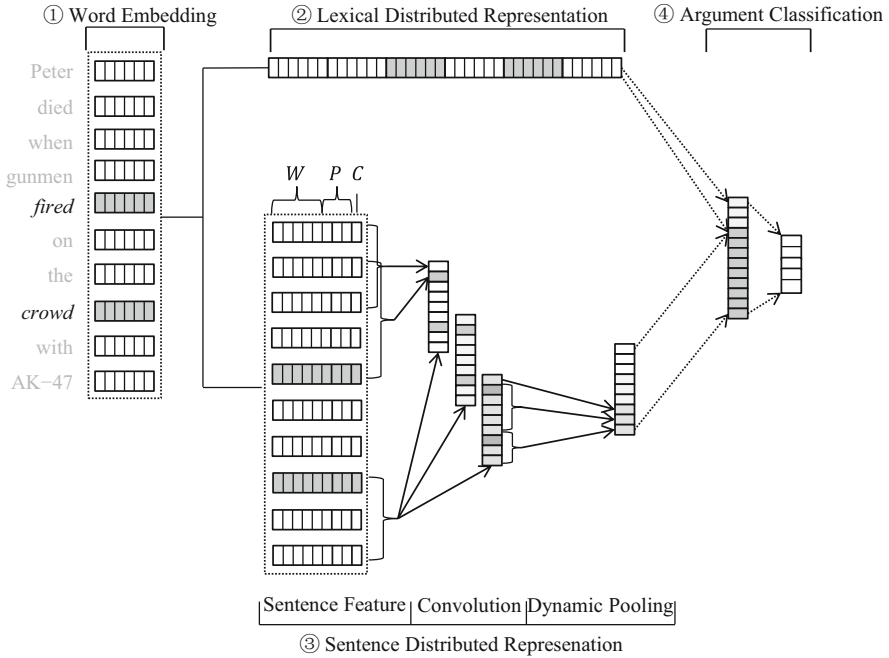 ① Word Embedding
② Lexical Distributed Representation
④ Argument Classification
Peter
died
when
gunmen
fired
on
the
crowd
with
AK−47
W P C
Sentence Feature Convolution Dynamic Pooling
③ Sentence Distributed Represenation